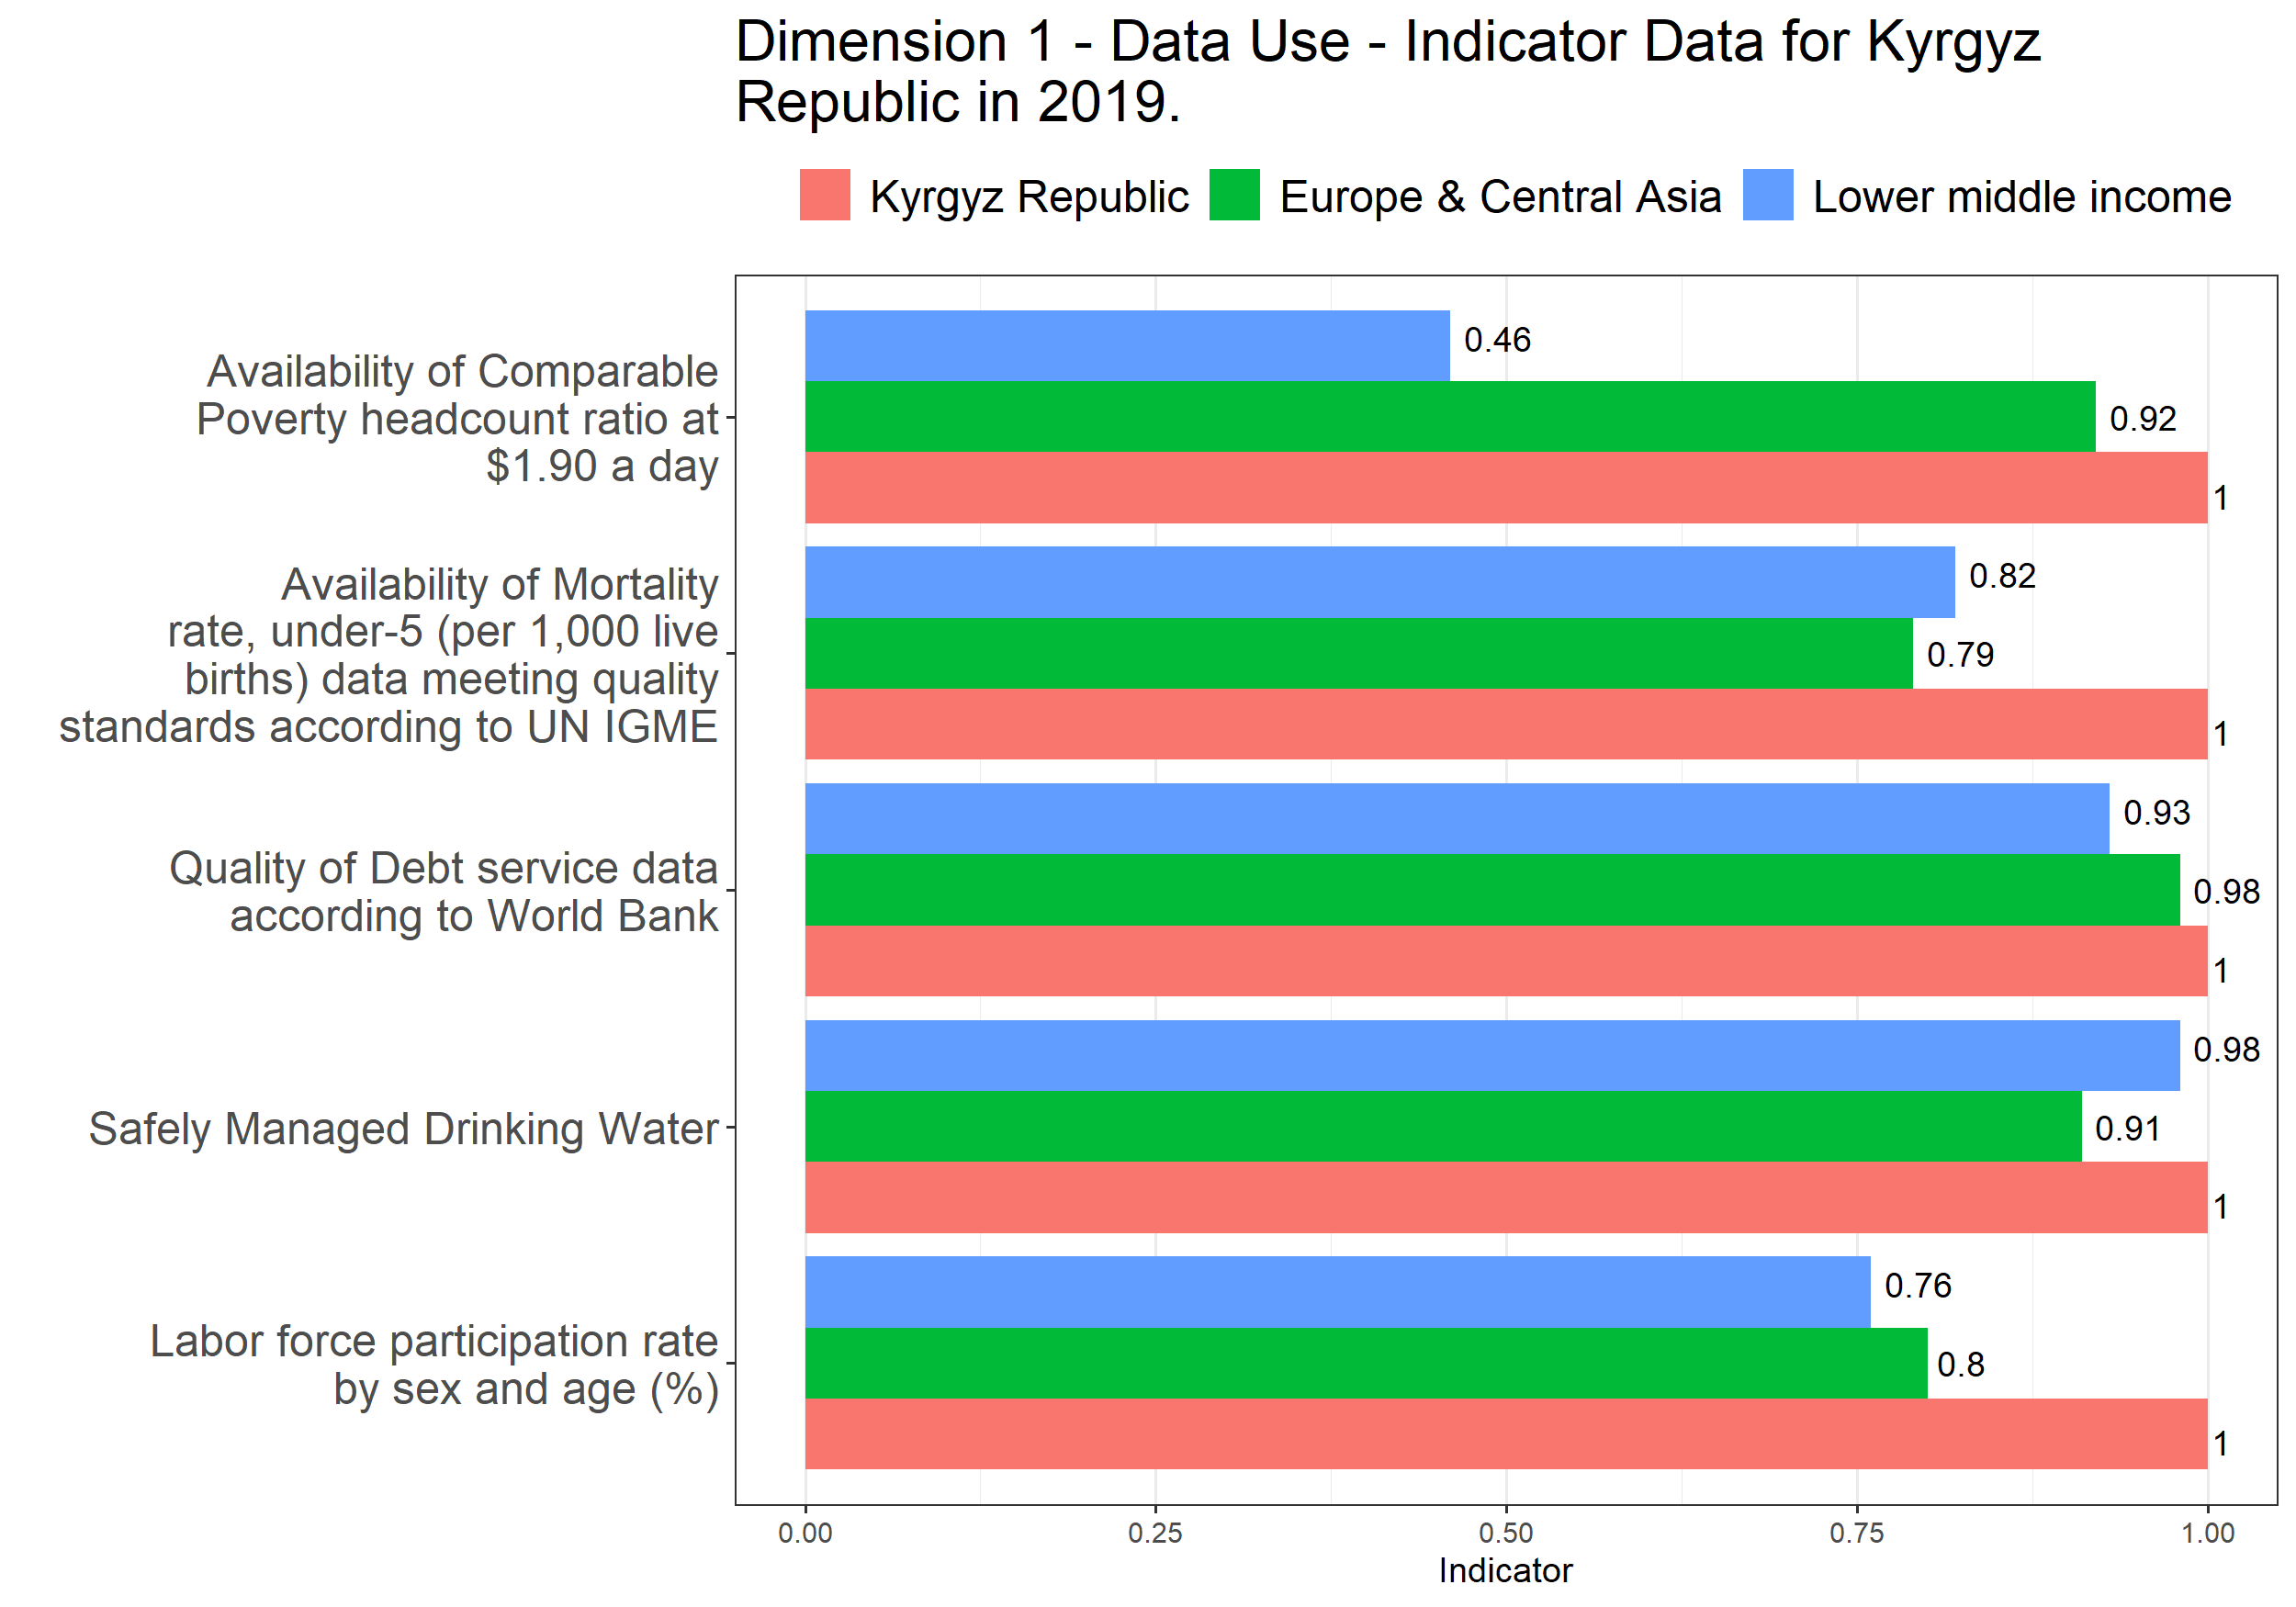 Dimension 1 - Data Use - Indicator Data for Kyrgyz
Republic in 2019.
Kyrgyz Republic
Europe & Central Asia
Lower middle income
Availability of Comparable
Poverty headcount ratio at
$1.90 a day
0.46
0.92
1
Availability of Mortality
rate, under-5 (per 1,000 live
births) data meeting quality
standards according to UN IGME
0.82
0.79
1
Quality of Debt service data
according to World Bank
0.93
0.98
1
Safely Managed Drinking Water
0.98
0.91
1
Labor force participation rate
by sex and age (%)
0.76
0.8
1
0.00
0.25
0.50
0.75
1.00
Indicator